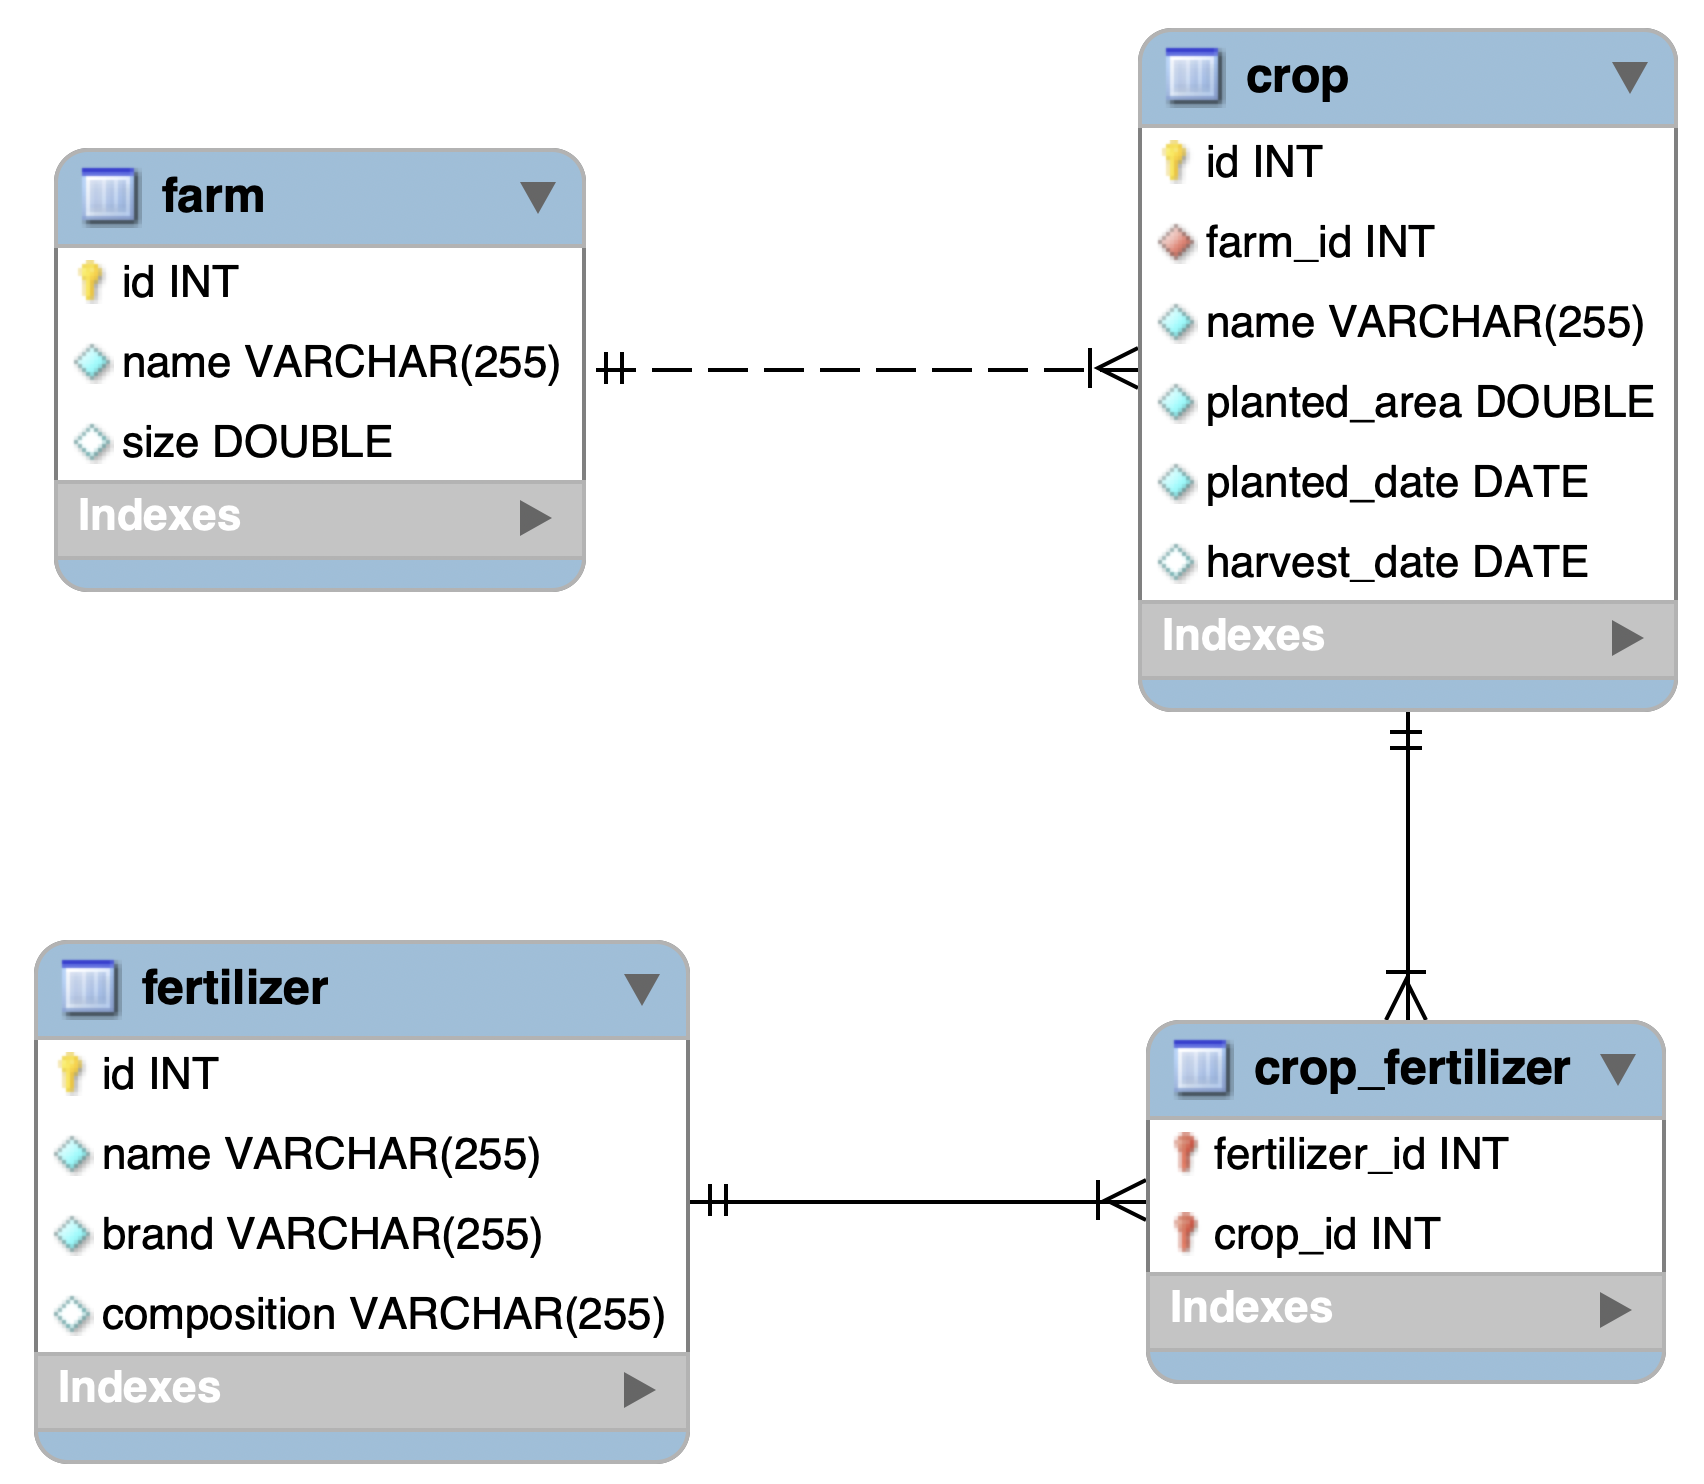 farm
id INT
name VARCHAR(255)
size DOUBLE
Indexes
crop
id INT
farm_id INT
name VARCHAR(255)
planted_area DOUBLE
planted_date DATE
harvest_date DATE
Indexes
fertilizer
id INT
name VARCHAR(255)
brand VARCHAR(255)
composition VARCHAR(255)
Indexes
crop_fertilizer
fertilizer_id INT
crop_id INT
Indexes